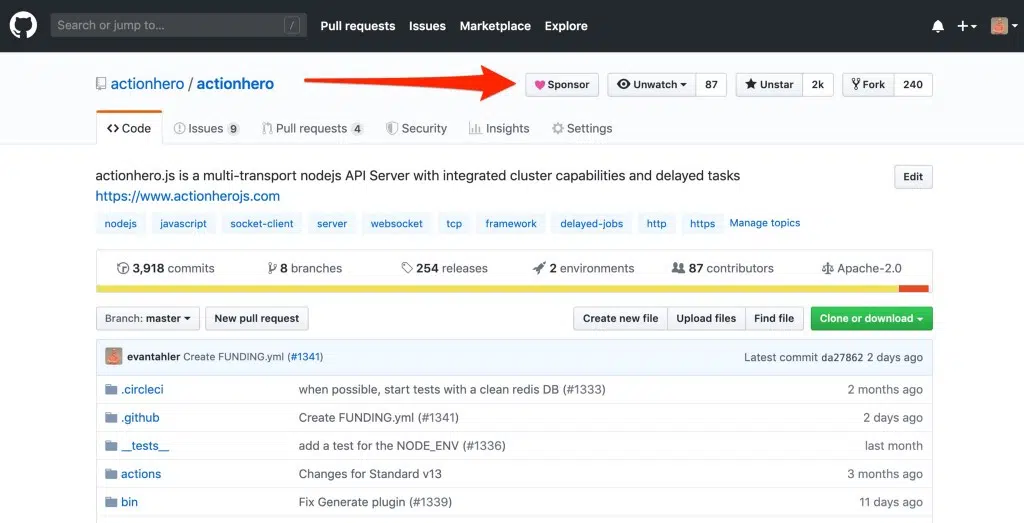 Search or jump to... / Pull requests Issues Marketplace Explore
actionhero / actionhero Sponsor Unwatch 87 Unstar 2k Fork 240
Code Issues 9 Pull requests 4 Security Insights Settings
actionhero.js is a multi-transport nodejs API Server with integrated cluster capabilities and delayed tasks Edit
https://www.actionherojs.com
nodejs javascript socket-client server websocket tcp framework delayed-jobs http https Manage topics
3,918 commits 8 branches 254 releases 2 environments 87 contributors Apache-2.0
Branch: master New pull request Create new file Upload files Find file Clone or download
evantahler Create FUNDING.yml (#1341) Latest commit da27862 2 days ago
.circleci when possible, start tests with a clean redis DB (#1333) 2 months ago
.github Create FUNDING.yml (#1341) 2 days ago
__tests__ add a test for the NODE_ENV (#1336) last month
actions Changes for Standard v13 3 months ago
bin Fix Generate plugin (#1339) 11 days ago